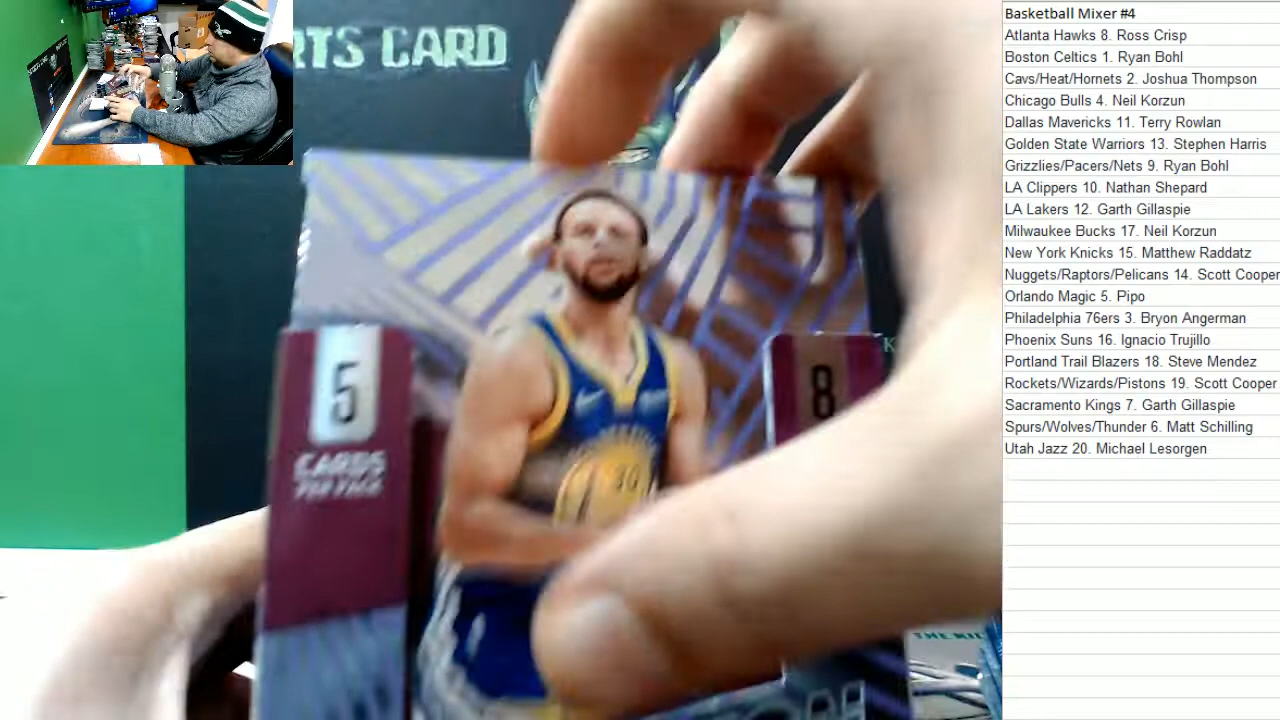 RTS CARD
5
CARDS
PER PACK
8
30
Basketball Mixer #4
Atlanta Hawks 8. Ross Crisp
Boston Celtics 1. Ryan Bohl
Cavs/Heat/Hornets 2. Joshua Thompson
Chicago Bulls 4. Neil Korzun
Dallas Mavericks 11. Terry Rowlan
Golden State Warriors 13. Stephen Harris
Grizzlies/Pacers/Nets 9. Ryan Bohl
LA Clippers 10. Nathan Shepard
LA Lakers 12. Garth Gillaspie
Milwaukee Bucks 17. Neil Korzun
New York Knicks 15. Matthew Raddatz
Nuggets/Raptors/Pelicans 14. Scott Cooper
Orlando Magic 5. Pipo
Philadelphia 76ers 3. Bryon Angerman
Phoenix Suns 16. Ignacio Trujillo
Portland Trail Blazers 18. Steve Mendez
Rockets/Wizards/Pistons 19. Scott Cooper
Sacramento Kings 7. Garth Gillaspie
Spurs/Wolves/Thunder 6. Matt Schilling
Utah Jazz 20. Michael Lesorgen